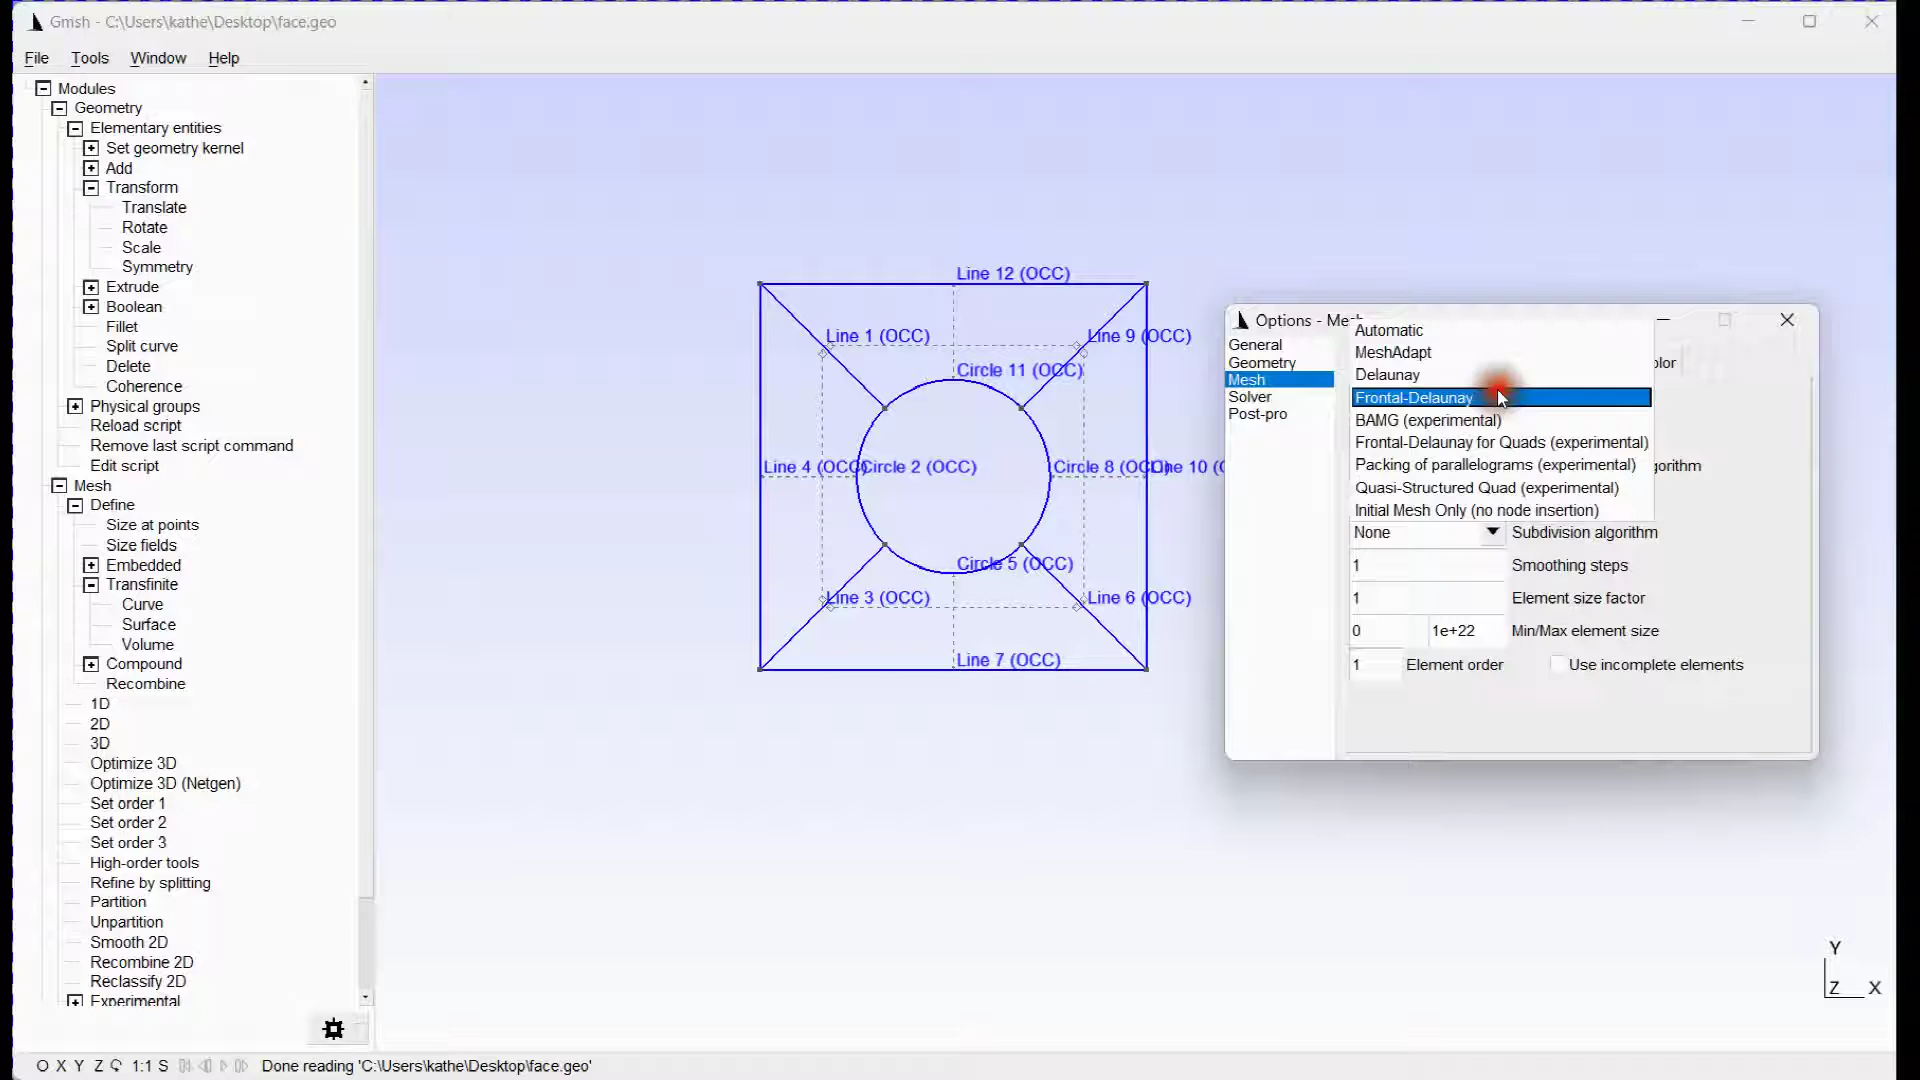 Gmsh - C:\Users\kathe\Desktop\face.geo
File Tools Window Help
Modules
Geometry
Elementary entities
Set geometry kernel
Add
Transform
Translate
Rotate
Scale
Symmetry
Extrude
Boolean
Fillet
Split curve
Delete
Coherence
Physical groups
Reload script
Remove last script command
Edit script
Mesh
Define
Size at points
Size fields
Embedded
Transfinite
Curve
Surface
Volume
Compound
Recombine
1D
2D
3D
Optimize 3D
Optimize 3D (Netgen)
Set order 1
Set order 2
Set order 3
High-order tools
Refine by splitting
Partition
Unpartition
Smooth 2D
Recombine 2D
Reclassify 2D
Experimental
Line 12 (OCC)
Line 1 (OCC)
Line 9 (OCC)
Circle 11 (OCC)
Line 4 (OCC)
Circle 2 (OCC)
Circle 8 (OCC)
Line 10 (
Circle 5 (OCC)
Line 3 (OCC)
Line 6 (OCC)
Line 7 (OCC)
Options - Mesh
General
Geometry
Mesh
Solver
Post-pro
Automatic
MeshAdapt
Delaunay
Frontal-Delaunay
BAMG (experimental)
Frontal-Delaunay for Quads (experimental)
Packing of parallelograms (experimental)
Quasi-Structured Quad (experimental)
Initial Mesh Only (no node insertion)
olor
gorithm
None Subdivision algorithm
1 Smoothing steps
1 Element size factor
0 1e+22 Min/Max element size
1 Element order Use incomplete elements
Y
Z X
O X Y Z 1:1 S Done reading 'C:\Users\kathe\Desktop\face.geo'